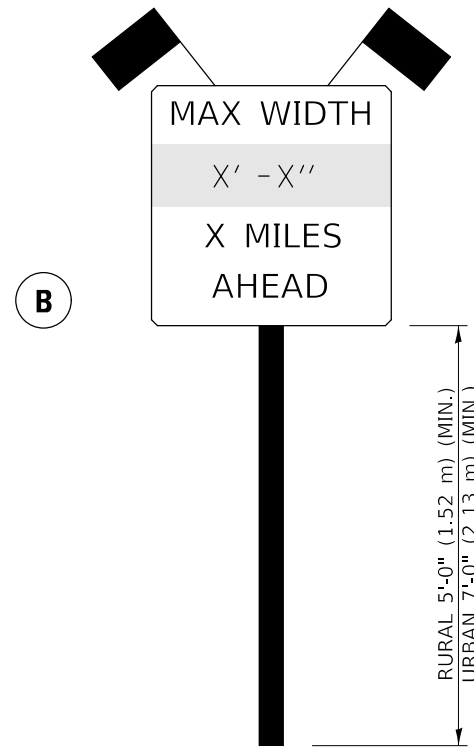 MAX WIDTH
X' -X''
X MILES
AHEAD
B
RURAL 5'-0" (1.52 m) (MIN.)
URBAN 7'-0" (2.13 m) (MIN.)